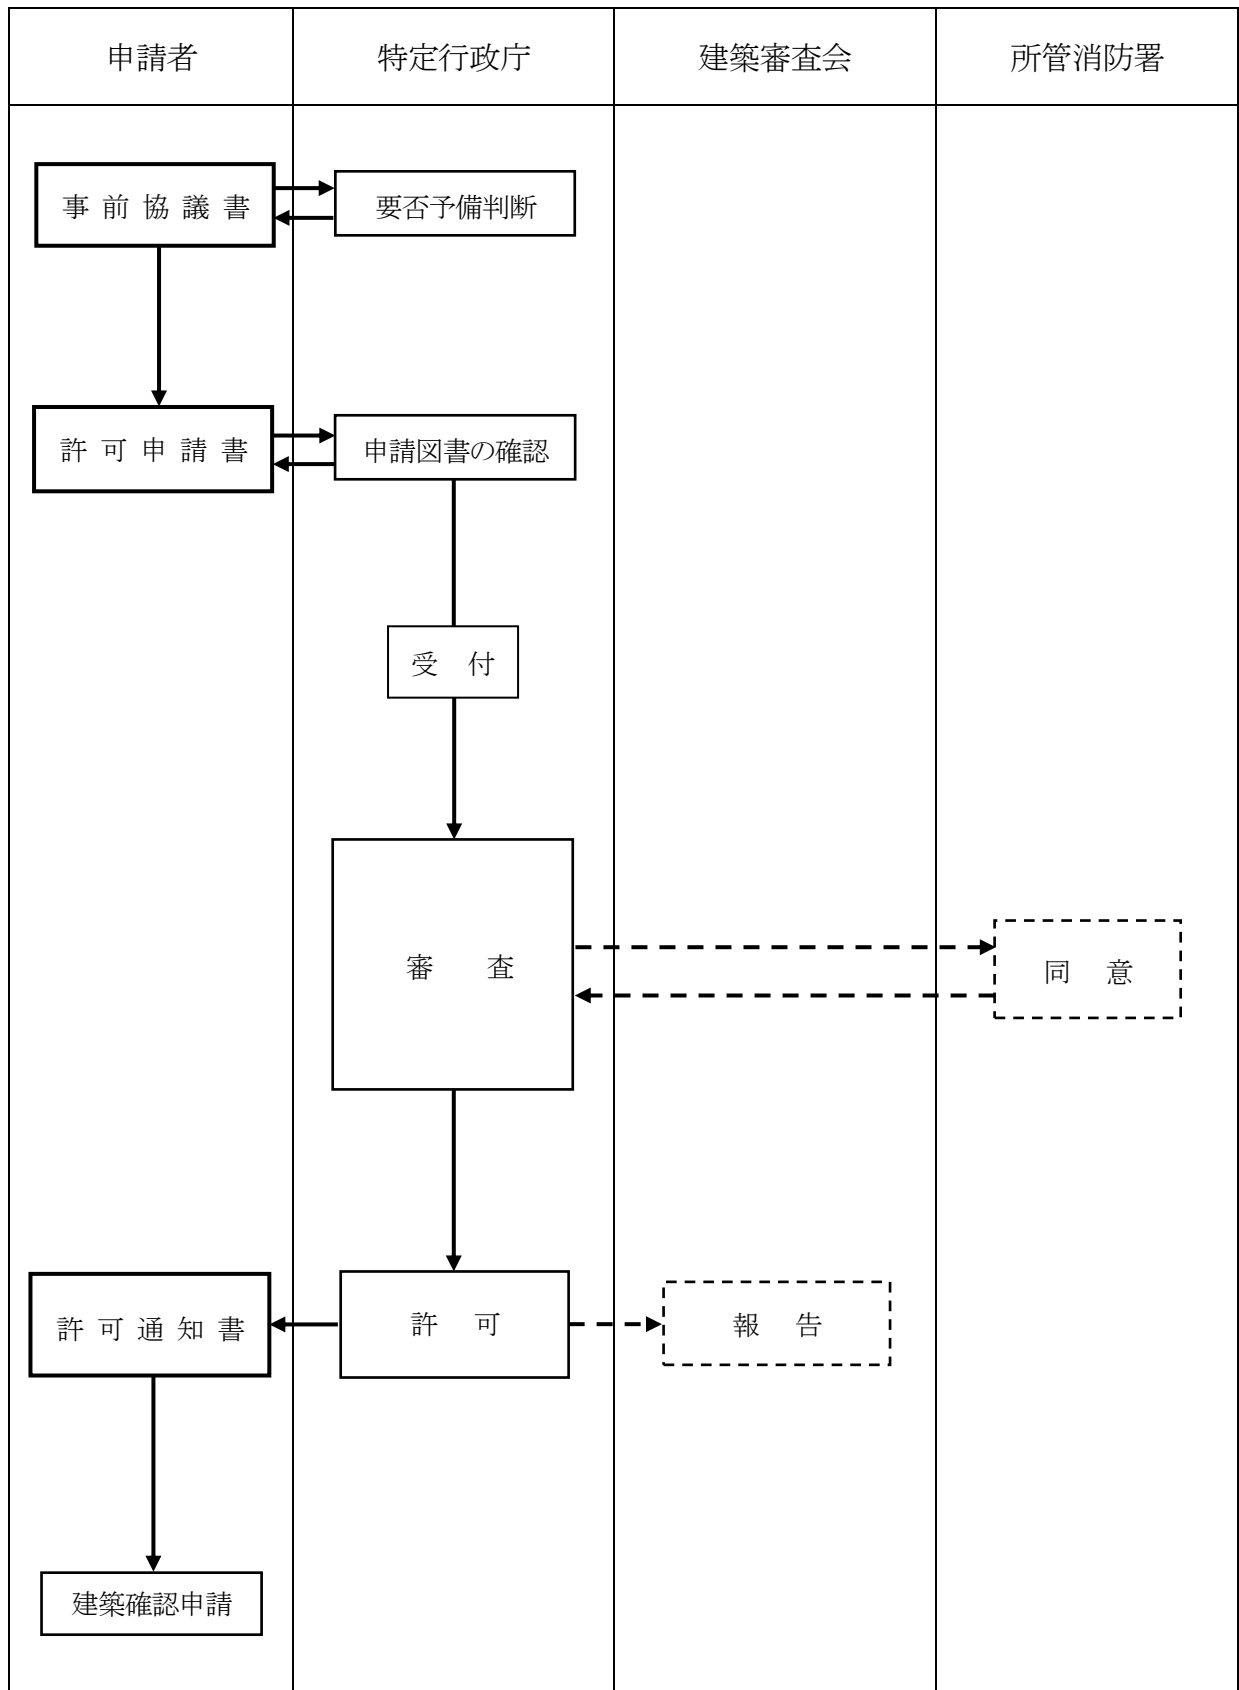 申請者
特定行政庁
建築審査会
所管消防署
事前協議書
要否予備判断
許可申請書
申請図書の確認
受　付
審　査
同　意
許可通知書
許　可
報　告
建築確認申請